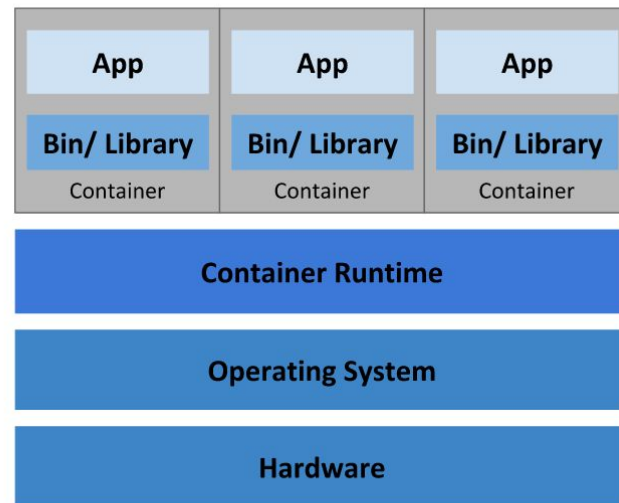 App App App
Bin/ Library Bin/ Library Bin/ Library
Container Container Container
Container Runtime
Operating System
Hardware